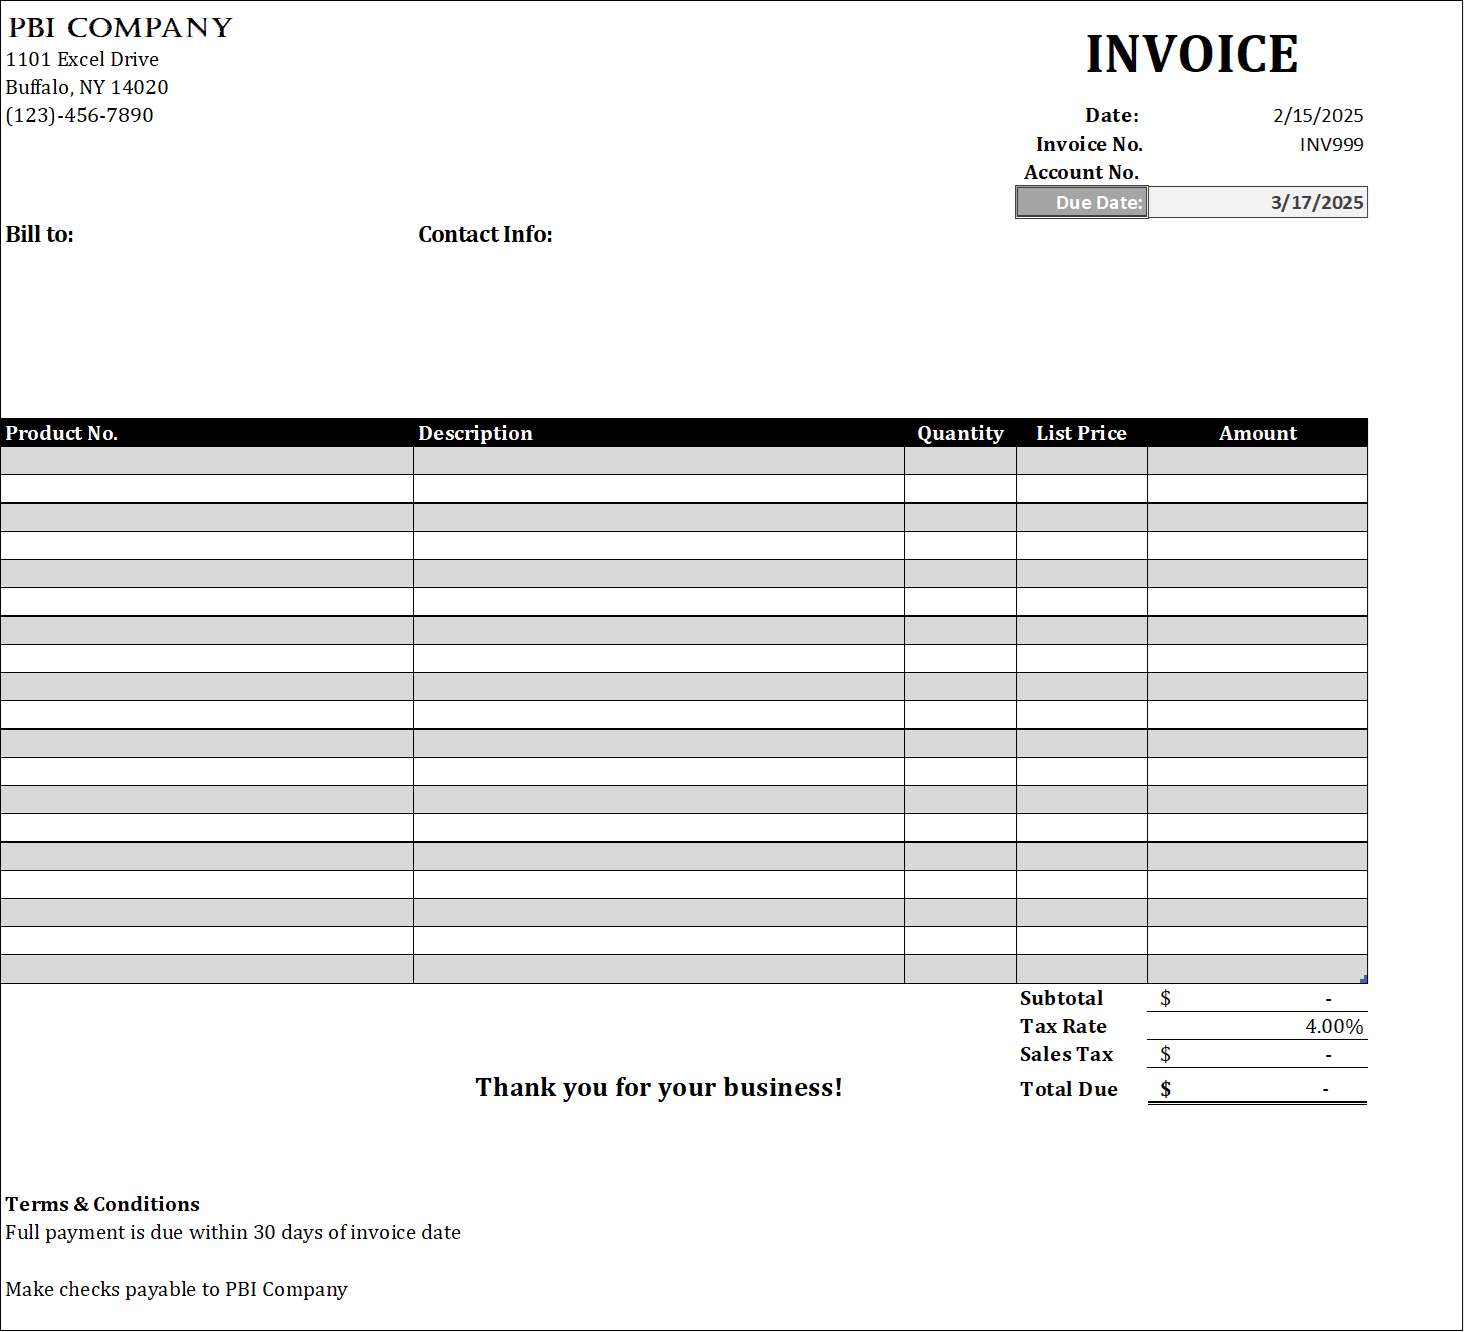 PBI COMPANY
1101 Excel Drive
Buffalo, NY 14020
(123)-456-7890
INVOICE
Date: 2/15/2025
Invoice No. INV999
Account No.
Due Date: 3/17/2025
Bill to: Contact Info:
Product No. Description Quantity List Price Amount
Subtotal $ -
Tax Rate 4.00%
Sales Tax $ -
Thank you for your business! Total Due $ -
Terms & Conditions
Full payment is due within 30 days of invoice date
Make checks payable to PBI Company